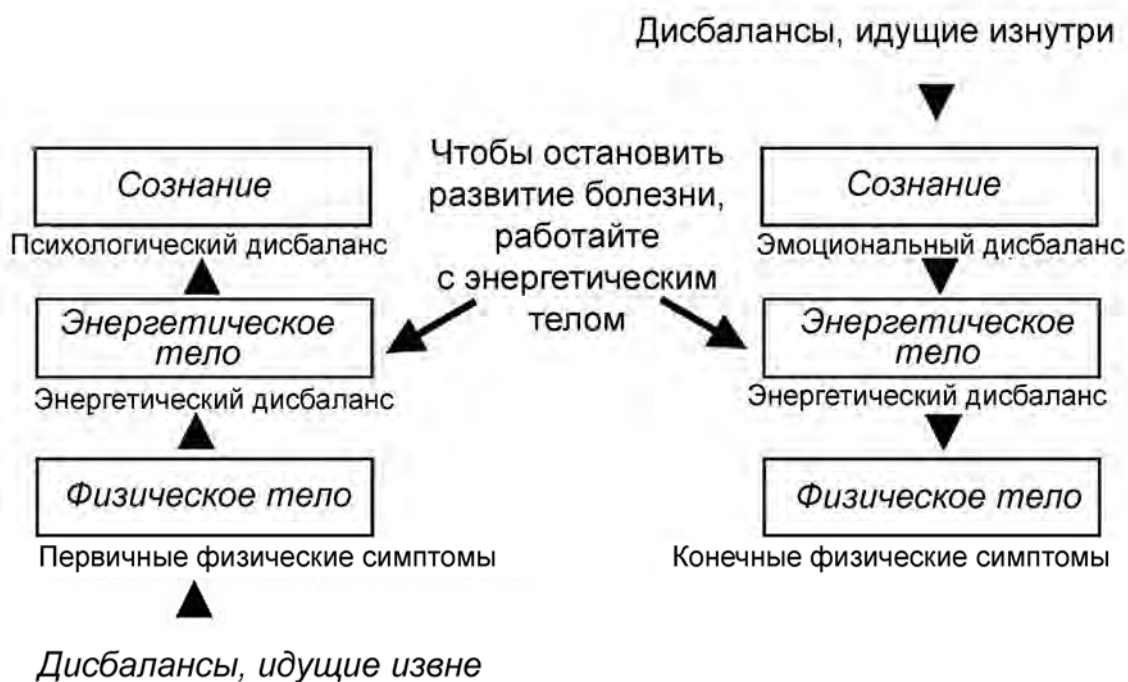 Дисбалансы, идущие изнутри
Сознание
Психологический дисбаланс
Энергетическое
тело
Энергетический дисбаланс
Физическое тело
Первичные физические симптомы
Дисбалансы, идущие извне
Чтобы остановить
развитие болезни,
работайте
с энергетическим
телом
Сознание
Эмоциональный дисбаланс
Энергетическое
тело
Энергетический дисбаланс
Физическое тело
Конечные физические симптомы